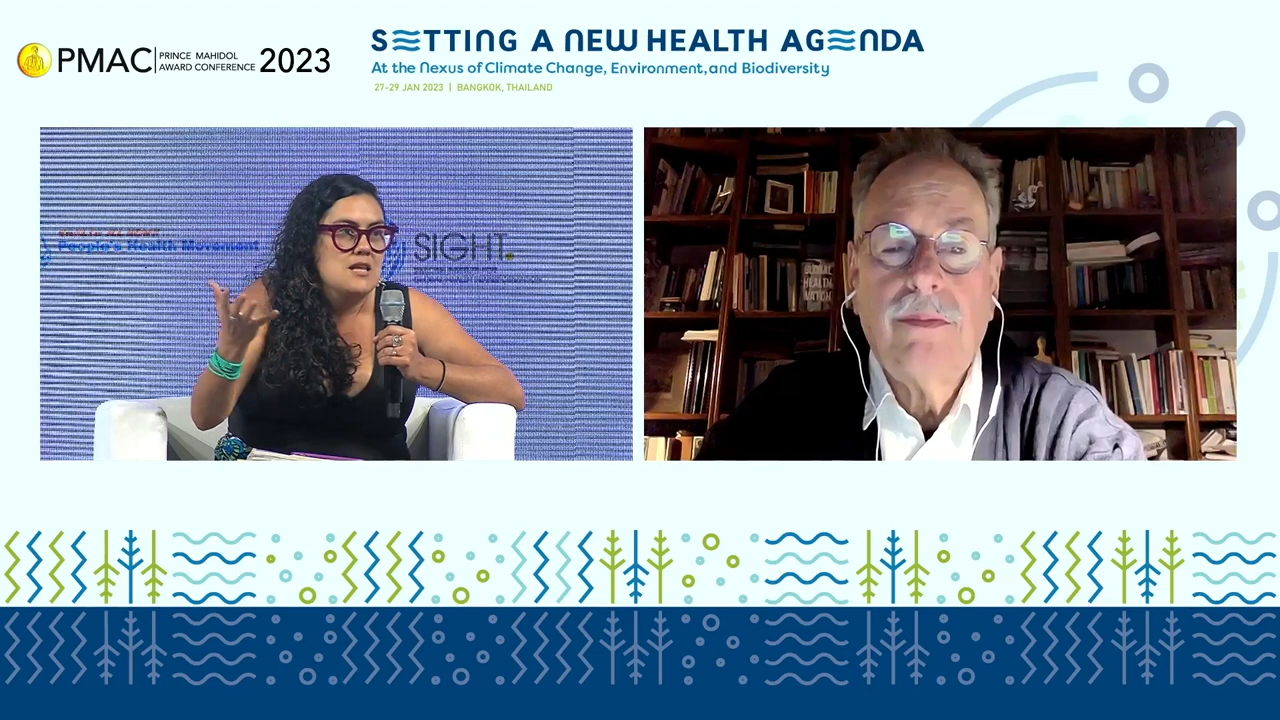 PMAC
PRINCE MAHIDOL
AWARD CONFERENCE
2023
SETTING A NEW HEALTH AGENDA
At the Nexus of Climate Change, Environment, and Biodiversity
27-29 JAN 2023 | BANGKOK, THAILAND
People's Health Movement
SIGHT.
GLOBAL
HEALTH
WATCH